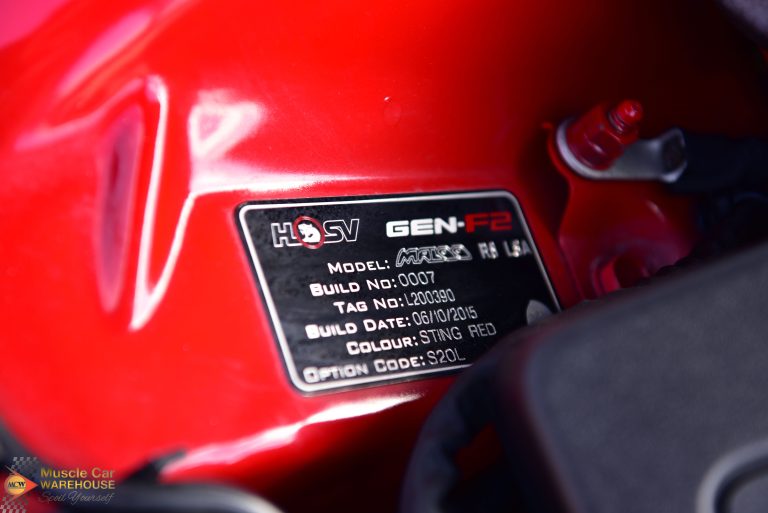 HSV GEN-F2
MODEL: MALOO R8 LSA
BUILD NO: 0007
TAG NO: L200390
BUILD DATE: 06/10/2015
COLOUR: STING RED
OPTION CODE: S20L
MCW
Muscle Car
WAREHOUSE
Spoil Yourself